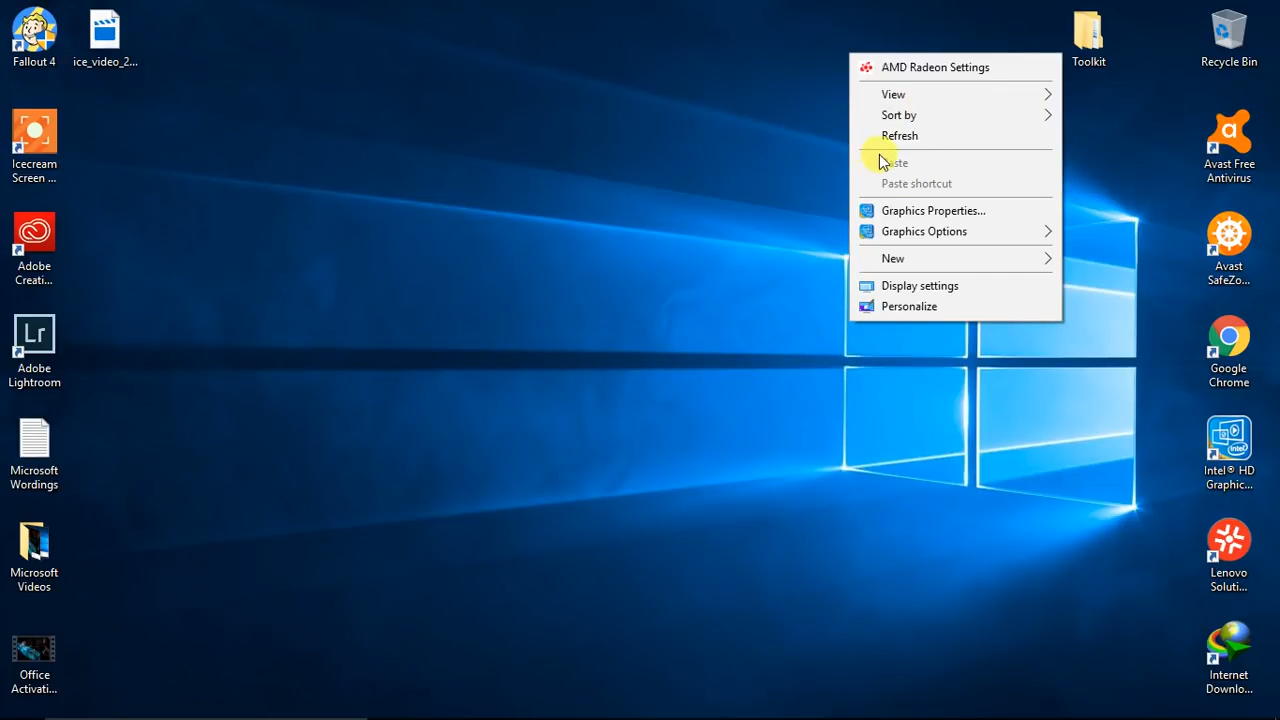 Fallout 4
ice_video_2...
Toolkit
Recycle Bin
Icecream
Screen ...
Avast Free
Antivirus
Adobe
Creati...
Avast
SafeZo...
Lr
Adobe
Lightroom
Google
Chrome
Microsoft
Wordings
intel
Intel® HD
Graphic...
Microsoft
Videos
Lenovo
Soluti...
Office
Activati...
Internet
Downlo...
AMD Radeon Settings
View
Sort by
Refresh
Paste shortcut
Graphics Properties...
Graphics Options
New
Display settings
Personalize